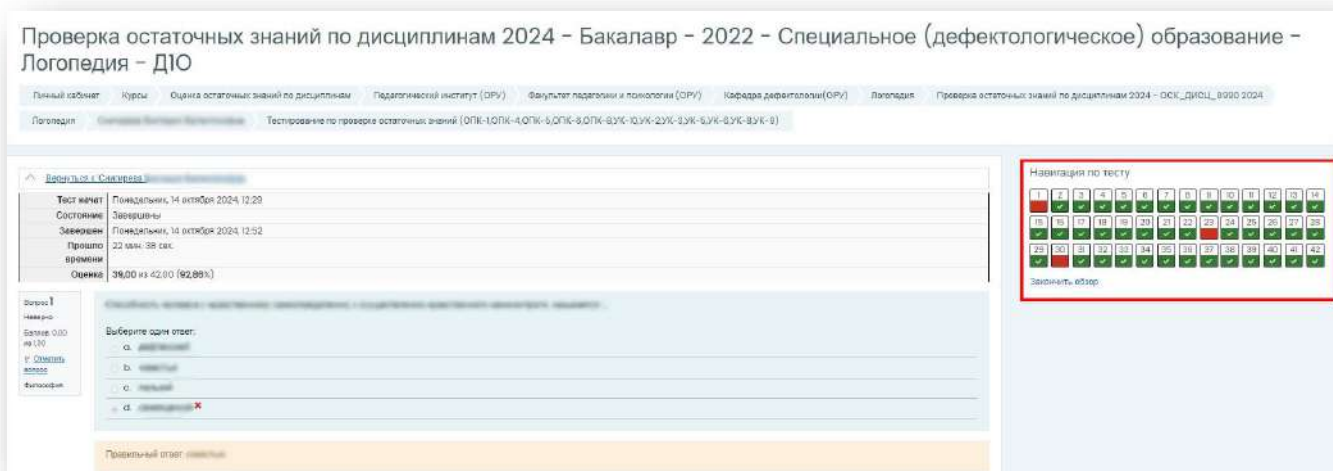 Проверка остаточных знаний по дисциплинам 2024 - Бакалавр - 2022 - Специальное (дефектологическое) образование -
Логопедия - Д1О
Личный кабинет Курсы Оценка остаточных знаний по дисциплинам Педагогический институт (ОРУ) Факультет педагогики и психологии (ОРУ) Кафедра дефектологии(ОРУ) Логопедия Проверка остаточных знаний по дисциплинам 2024 - ОСК_ДИСЦ_8990 2024
Логопедия Тестирование по проверке остаточных знаний (ОПК-1,ОПК-4,ОПК-5,ОПК-6,ОПК-8,УК-10,УК-2,УК-3,УК-5,УК-6,УК-8,УК-9)
Вернуться к: Снигирева
Тест начат Понедельник, 14 октября 2024, 12:29
Состояние Завершены
Завершен Понедельник, 14 октября 2024, 12:52
Прошло времени 22 мин. 38 сек.
Оценка 39,00 из 42,00 (92,86%)
Вопрос 1
Неверно
Баллов: 0,00
из 1,00
Отметить
вопрос
Философия
Выберите один ответ:
a.
b.
c.
d.
Правильный ответ:
Навигация по тесту
1 2 3 4 5 6 7 8 9 10 11 12 13 14
15 16 17 18 19 20 21 22 23 24 25 26 27 28
29 30 31 32 33 34 35 36 37 38 39 40 41 42
Закончить обзор